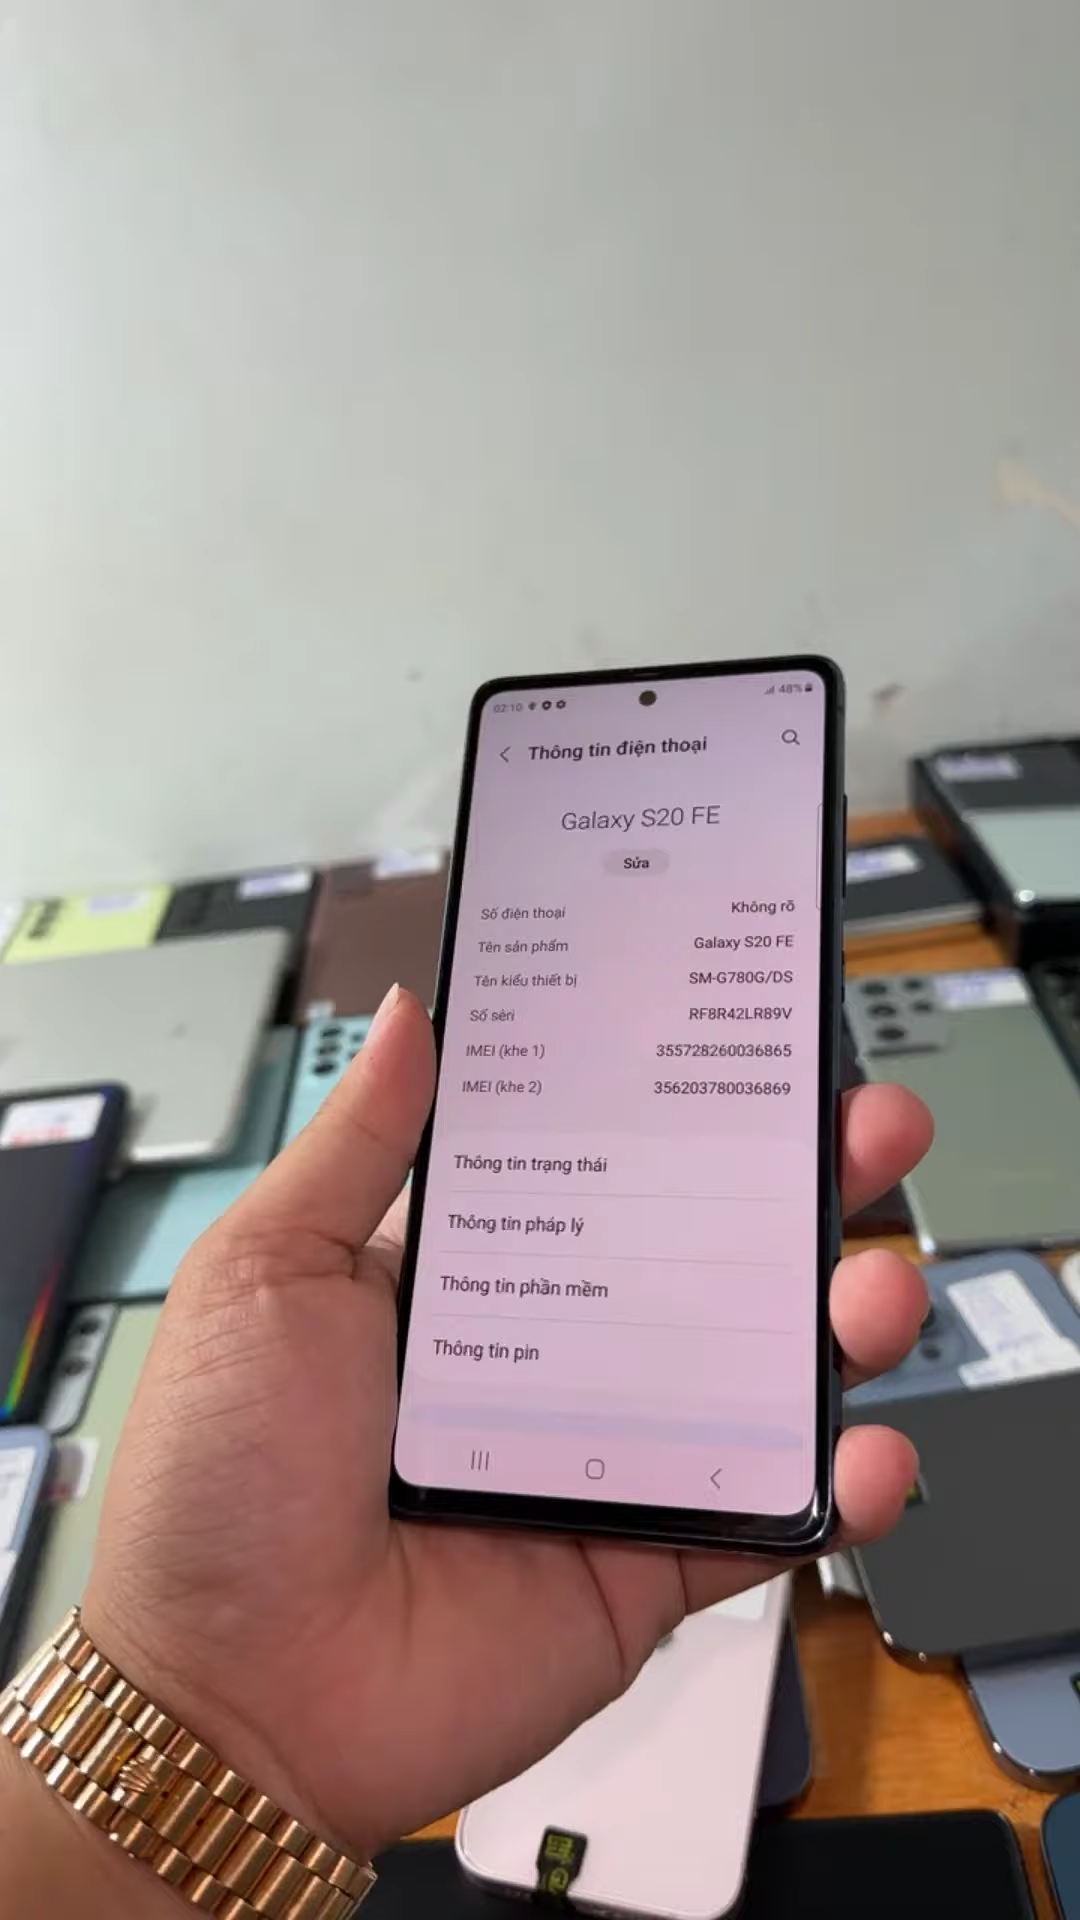 02:10
48%
Thông tin điện thoại
Galaxy S20 FE
Sửa
Số điện thoại Không rõ
Tên sản phẩm Galaxy S20 FE
Tên kiểu thiết bị SM-G780G/DS
Số sêri RF8R42LR89V
IMEI (khe 1) 355728260036865
IMEI (khe 2) 356203780036869
Thông tin trạng thái
Thông tin pháp lý
Thông tin phần mềm
Thông tin pin